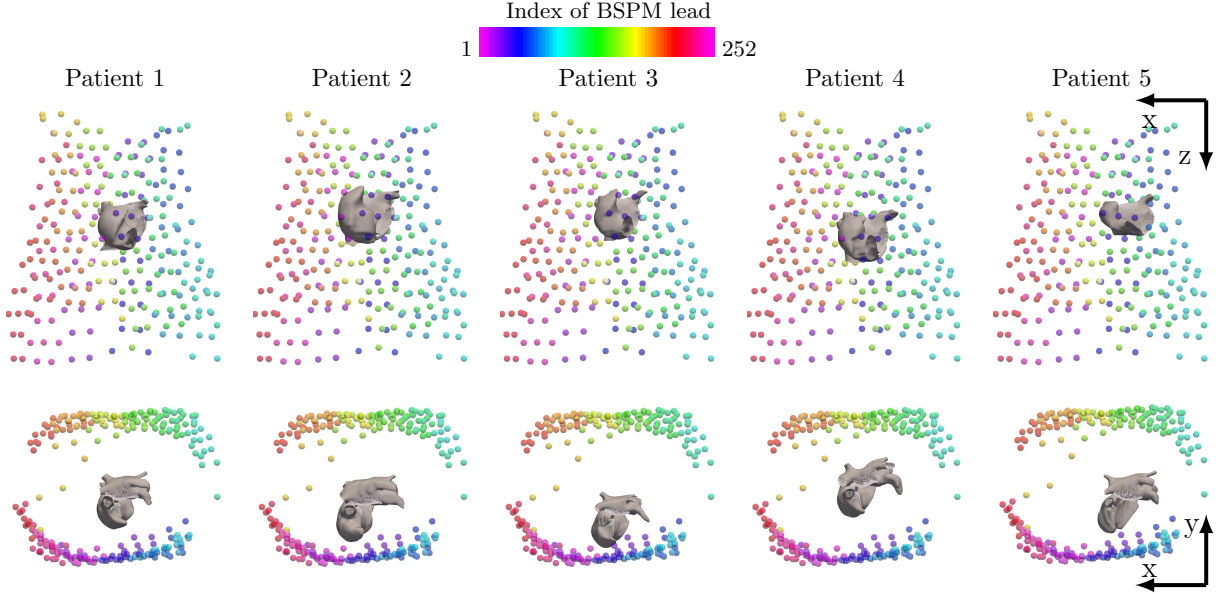 Index of BSPM lead
1 252
Patient 1 Patient 2 Patient 3 Patient 4 Patient 5
x
z
y
x